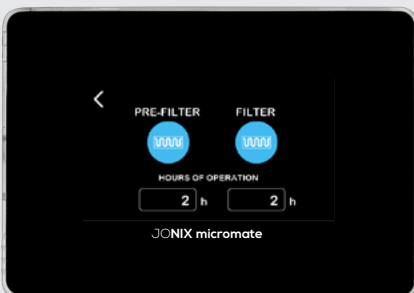 PRE-FILTER FILTER
HOURS OF OPERATION
2 h 2 h
JONIX micromate